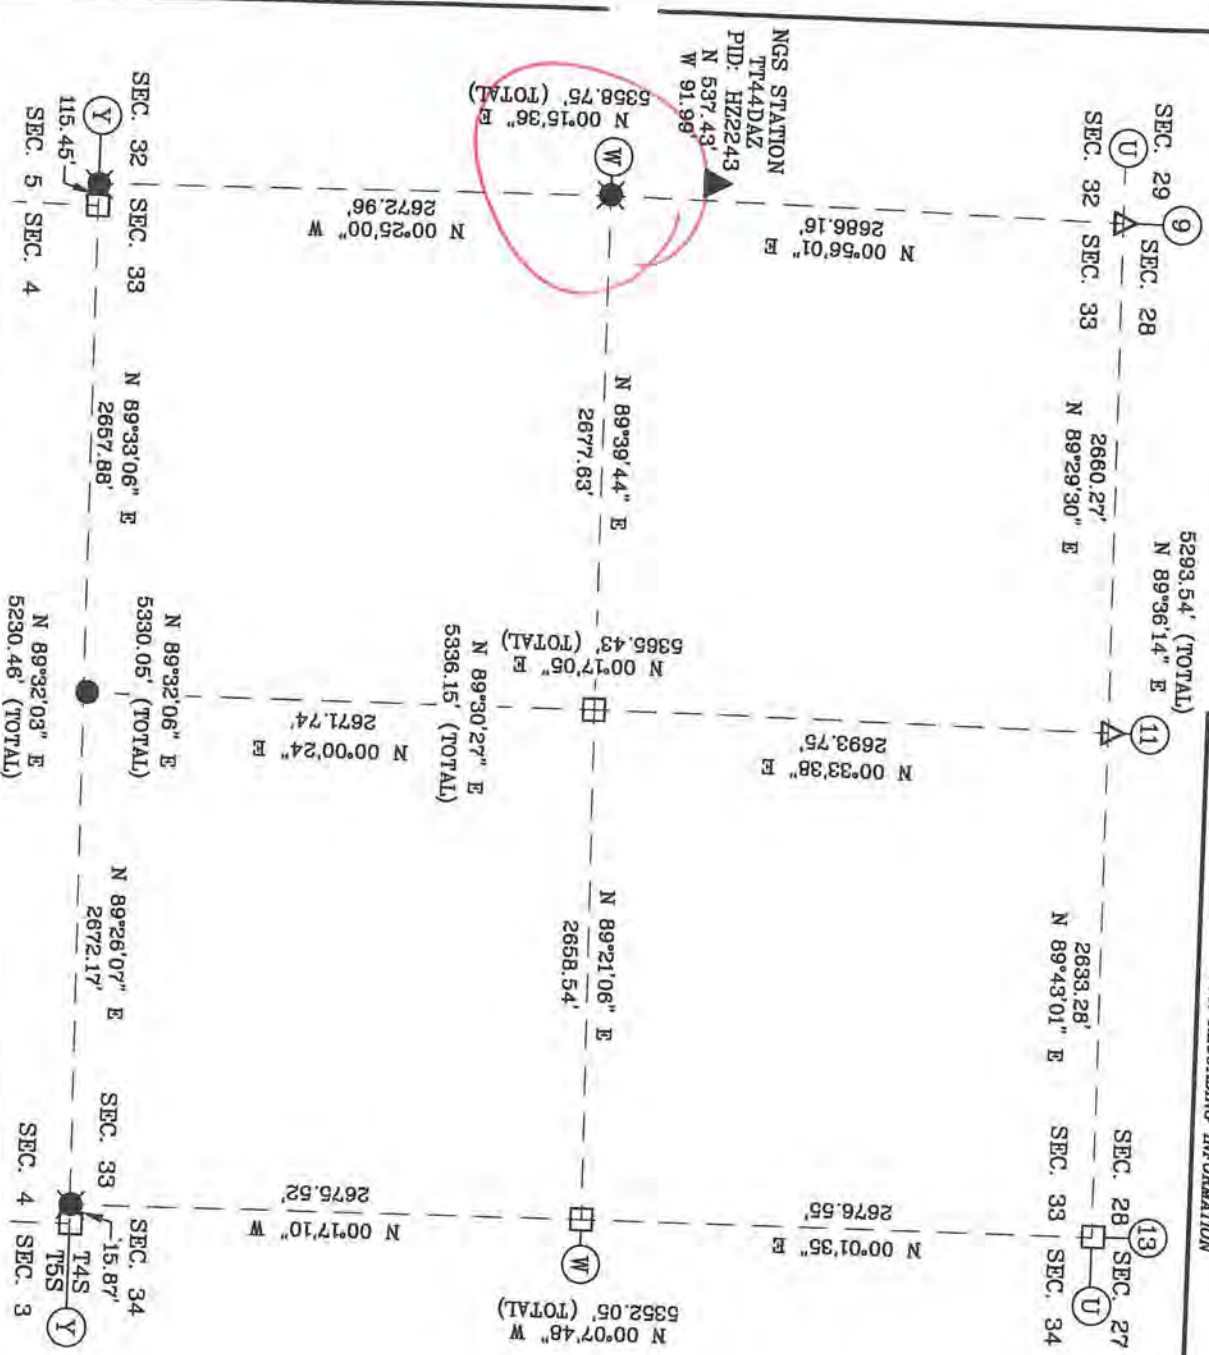 INFORMATION
SEC. 29
9
SEC. 28
U
SEC. 32
SEC. 33
5293.54' (TOTAL)
N 89°36'14" E
2660.27'
N 89°29'30" E
11
2633.28'
N 89°43'01" E
SEC. 28
13
SEC. 27
SEC. 33
U
SEC. 34
NGS STATION
TT44DAZ
PID: HZ2243
N 537.43'
W 91.99'
N 00°56'01" E
2686.16'
N 00°33'38" E
2693.75'
N 00°01'35" E
2676.55'
W
N 00°15'36" E
5358.75' (TOTAL)
N 89°39'44" E
2677.63'
N 00°17'05" E
5365.43' (TOTAL)
N 89°21'06" E
2658.54'
W
N 00°07'48" W
5352.05' (TOTAL)
N 89°30'27" E
5336.15' (TOTAL)
N 00°25'00" W
2672.96'
N 00°00'24" E
2671.74'
N 00°17'10" W
2675.52'
SEC. 32
SEC. 33
Y
115.45'
SEC. 5
SEC. 4
N 89°33'06" E
2657.88'
N 89°32'06" E
5330.05' (TOTAL)
N 89°32'03" E
5230.46' (TOTAL)
N 89°26'07" E
2672.17'
SEC. 33
SEC. 34
15.87'
T4S
T5S
Y
SEC. 4
SEC. 3